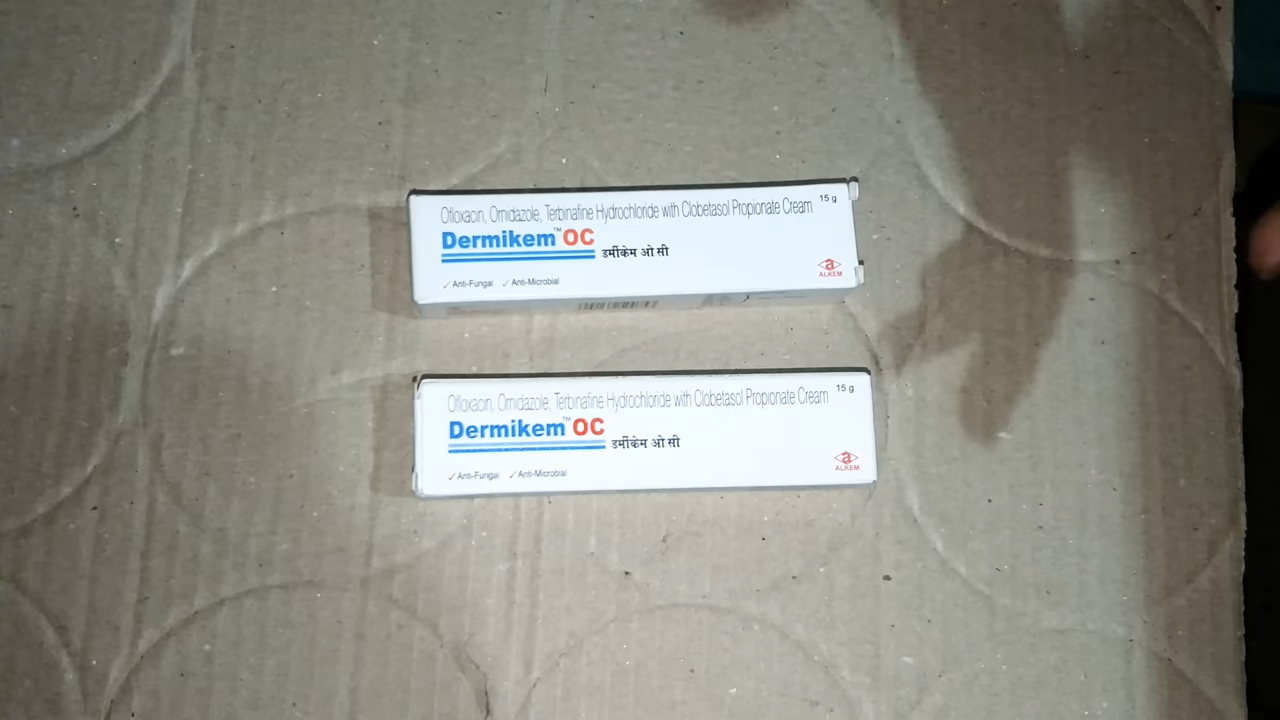 Ofloxacin, Ornidazole, Terbinafine Hydrochloride with Clobetasol Propionate Cream 15 g
Dermikem™ OC
डर्मीकेम ओ सी
✓ Anti-Fungal ✓ Anti-Microbial
ALKEM
Ofloxacin, Ornidazole, Terbinafine Hydrochloride with Clobetasol Propionate Cream 15 g
Dermikem™ OC
डर्मीकेम ओ सी
✓ Anti-Fungal ✓ Anti-Microbial
ALKEM